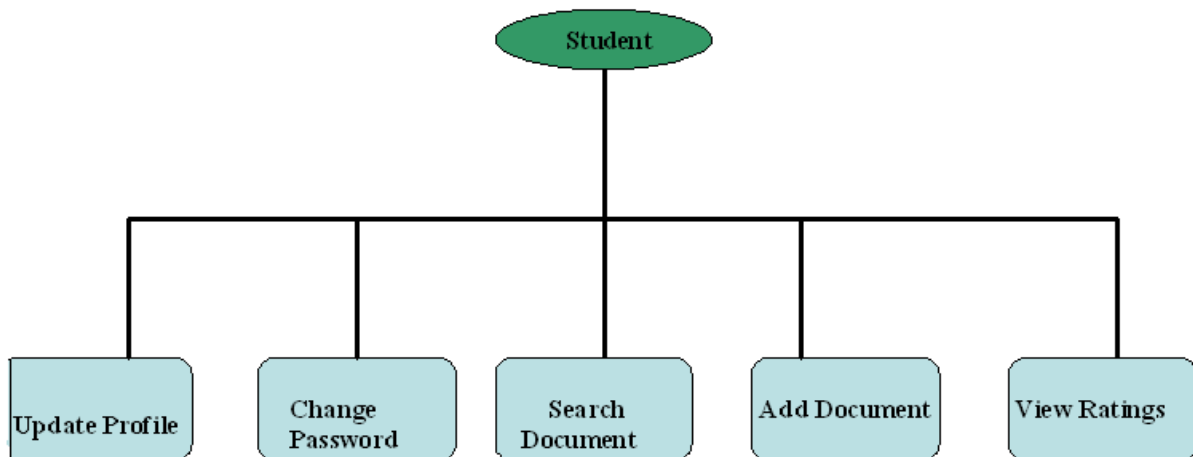 Student
Update Profile
Change
Password
Search
Document
Add Document
View Ratings